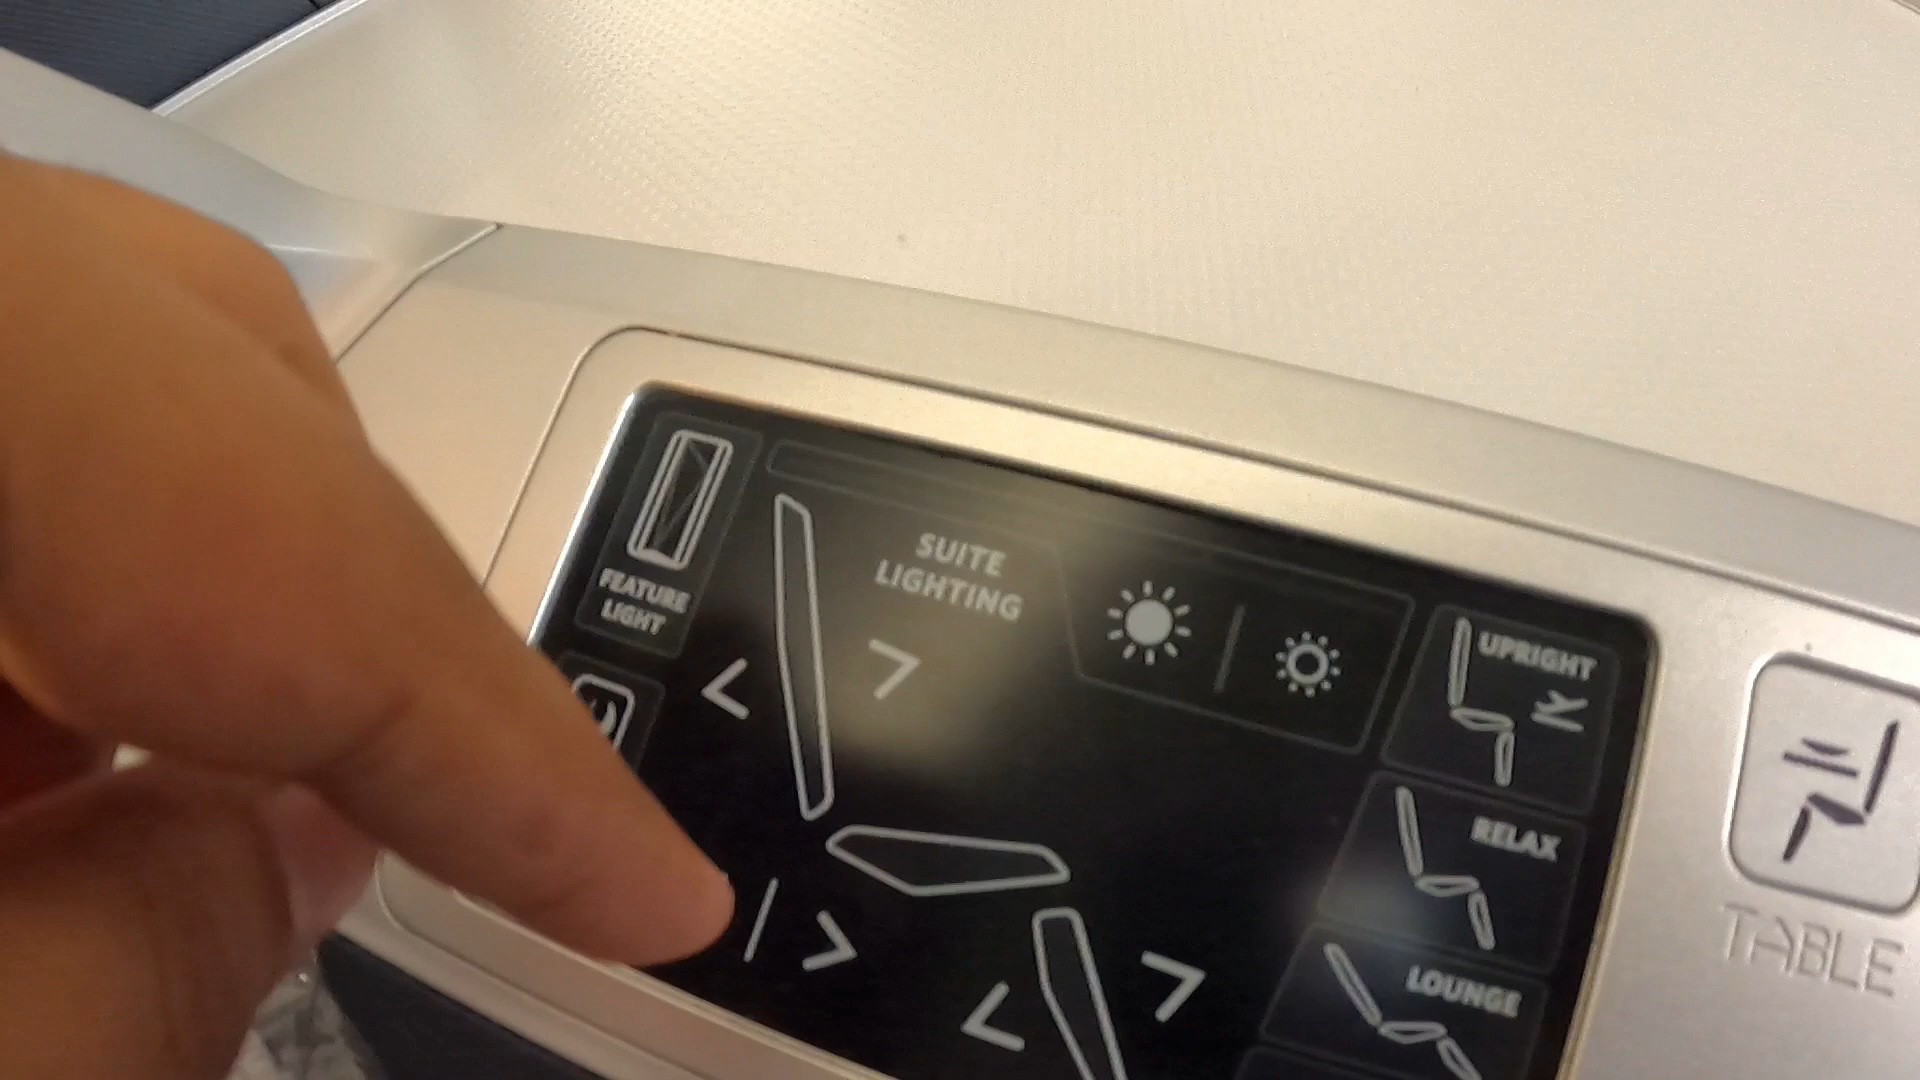 FEATURE
LIGHT
SUITE
LIGHTING
UPRIGHT
RELAX
LOUNGE
TABLE